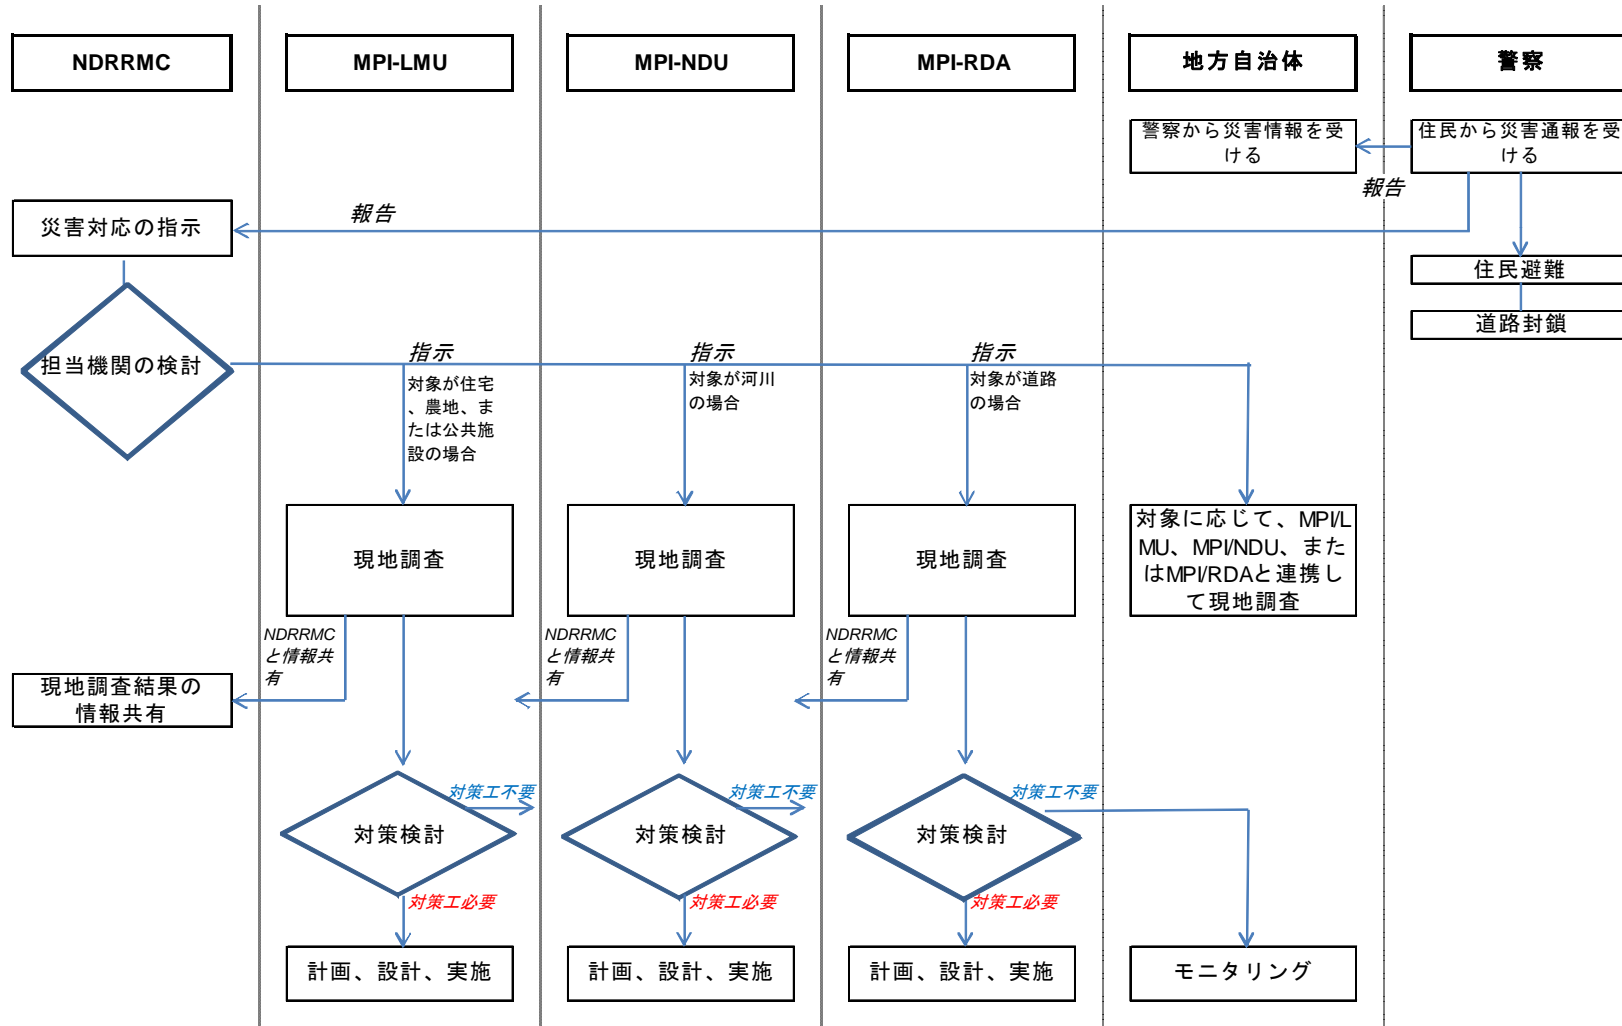 NDRRMC
MPI-LMU
MPI-NDU
MPI-RDA
地方自治体
警察
警察から災害情報を受
ける
住民から災害通報を受
ける
報告
災害対応の指示
報告
住民避難
道路封鎖
担当機関の検討
指示
指示
指示
対象が住宅
、農地、ま
たは公共施
設の場合
対象が河川
の場合
対象が道路
の場合
現地調査
現地調査
現地調査
対象に応じて、MPI/L
MU、MPI/NDU、また
はMPI/RDAと連携し
て現地調査
NDRRMC
と情報共
有
NDRRMC
と情報共
有
NDRRMC
と情報共
有
現地調査結果の
情報共有
対策工不要
対策工不要
対策工不要
対策検討
対策検討
対策検討
対策工必要
対策工必要
対策工必要
計画、設計、実施
計画、設計、実施
計画、設計、実施
モニタリング